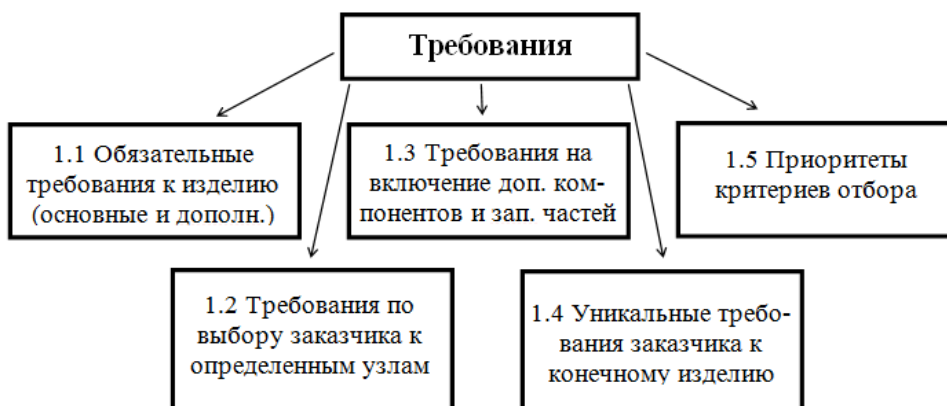 Требования
1.1 Обязательные
требования к изделию
(основные и дополн.)
1.3 Требования на
включение доп. ком-
понентов и зап. частей
1.5 Приоритеты
критериев отбора
1.2 Требования по
выбору заказчика к
определенным узлам
1.4 Уникальные требо-
вания заказчика к
конечному изделию